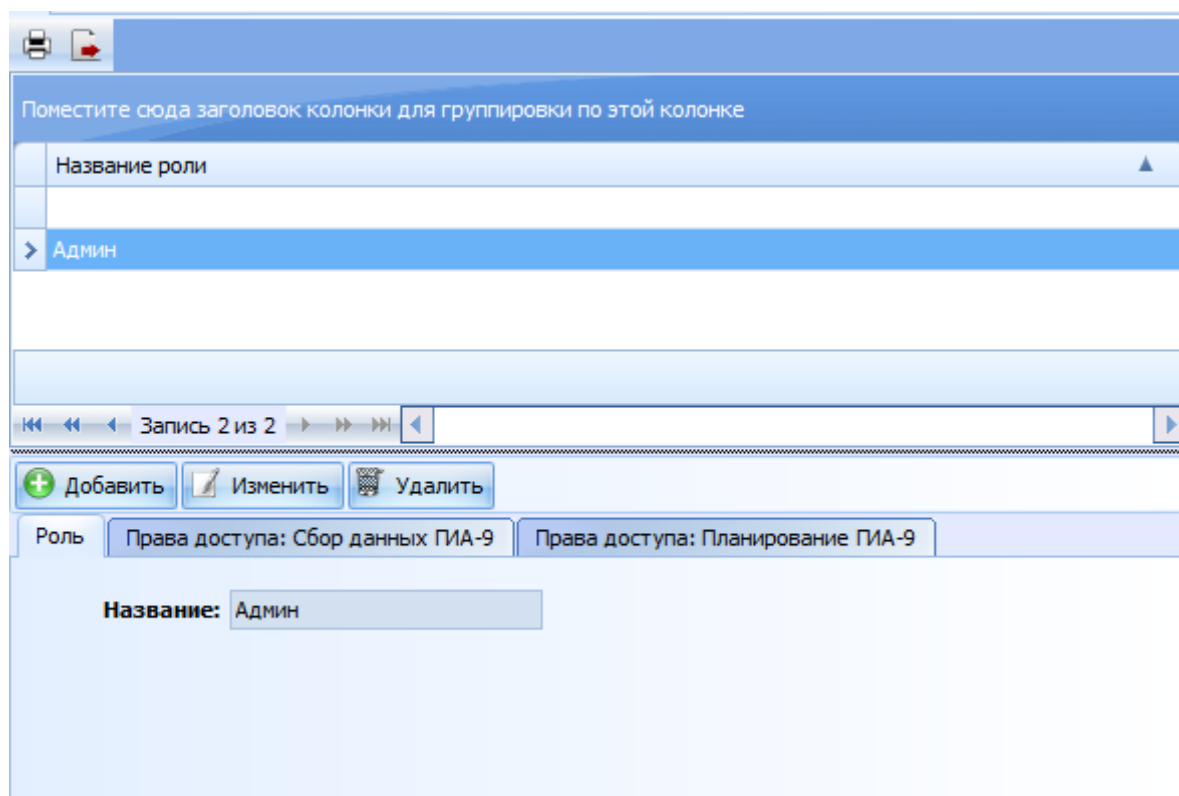 Поместите сюда заголовок колонки для группировки по этой колонке
Название роли
Админ
Запись 2 из 2
Добавить Изменить Удалить
Роль Права доступа: Сбор данных ГИА-9 Права доступа: Планирование ГИА-9
Название: Админ